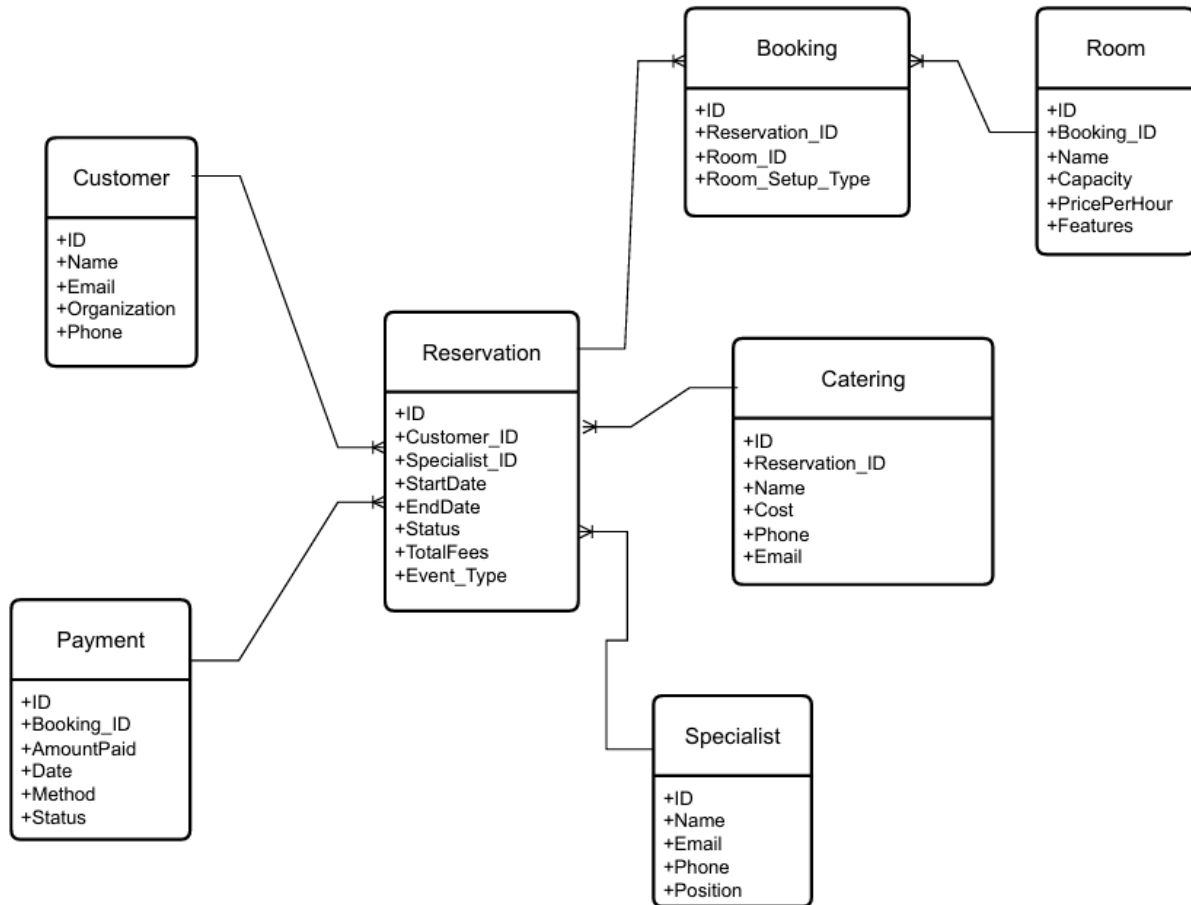 Booking
+ID
+Reservation_ID
+Room_ID
+Room_Setup_Type
Room
+ID
+Booking_ID
+Name
+Capacity
+PricePerHour
+Features
Customer
+ID
+Name
+Email
+Organization
+Phone
Reservation
+ID
+Customer_ID
+Specialist_ID
+StartDate
+EndDate
+Status
+TotalFees
+Event_Type
Catering
+ID
+Reservation_ID
+Name
+Cost
+Phone
+Email
Payment
+ID
+Booking_ID
+AmountPaid
+Date
+Method
+Status
Specialist
+ID
+Name
+Email
+Phone
+Position